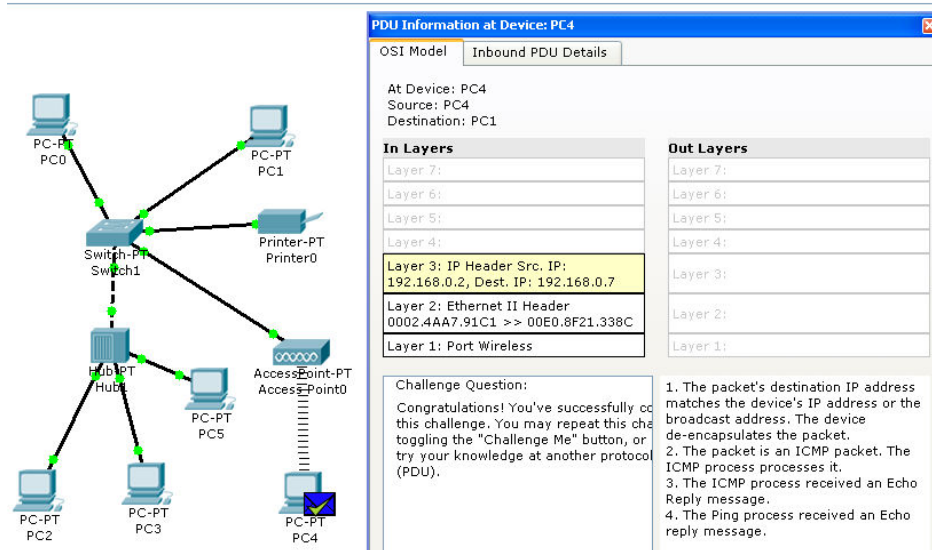 PDU Information at Device: PC4
OSI Model
Inbound PDU Details
At Device: PC4
Source: PC4
Destination: PC1
In Layers
Out Layers
Layer 7:
Layer 6:
Layer 5:
Layer 4:
Layer 3: IP Header Src. IP:
192.168.0.2, Dest. IP: 192.168.0.7
Layer 2: Ethernet II Header
0002.4AA7.91C1 >> 00E0.8F21.338C
Layer 1: Port Wireless
Layer 7:
Layer 6:
Layer 5:
Layer 4:
Layer 3:
Layer 2:
Layer 1:
Challenge Question:
Congratulations! You've successfully co
this challenge. You may repeat this cha
toggling the "Challenge Me" button, or
try your knowledge at another protocol
(PDU).
1. The packet's destination IP address
matches the device's IP address or the
broadcast address. The device
de-encapsulates the packet.
2. The packet is an ICMP packet. The
ICMP process processes it.
3. The ICMP process received an Echo
Reply message.
4. The Ping process received an Echo
reply message.
PC-PT
PC0
PC-PT
PC1
Printer-PT
Printer0
Switch-PT
Switch1
Hub-PT
Hub1
AccessPoint-PT
Access Point0
PC-PT
PC5
PC-PT
PC2
PC-PT
PC3
PC-PT
PC4